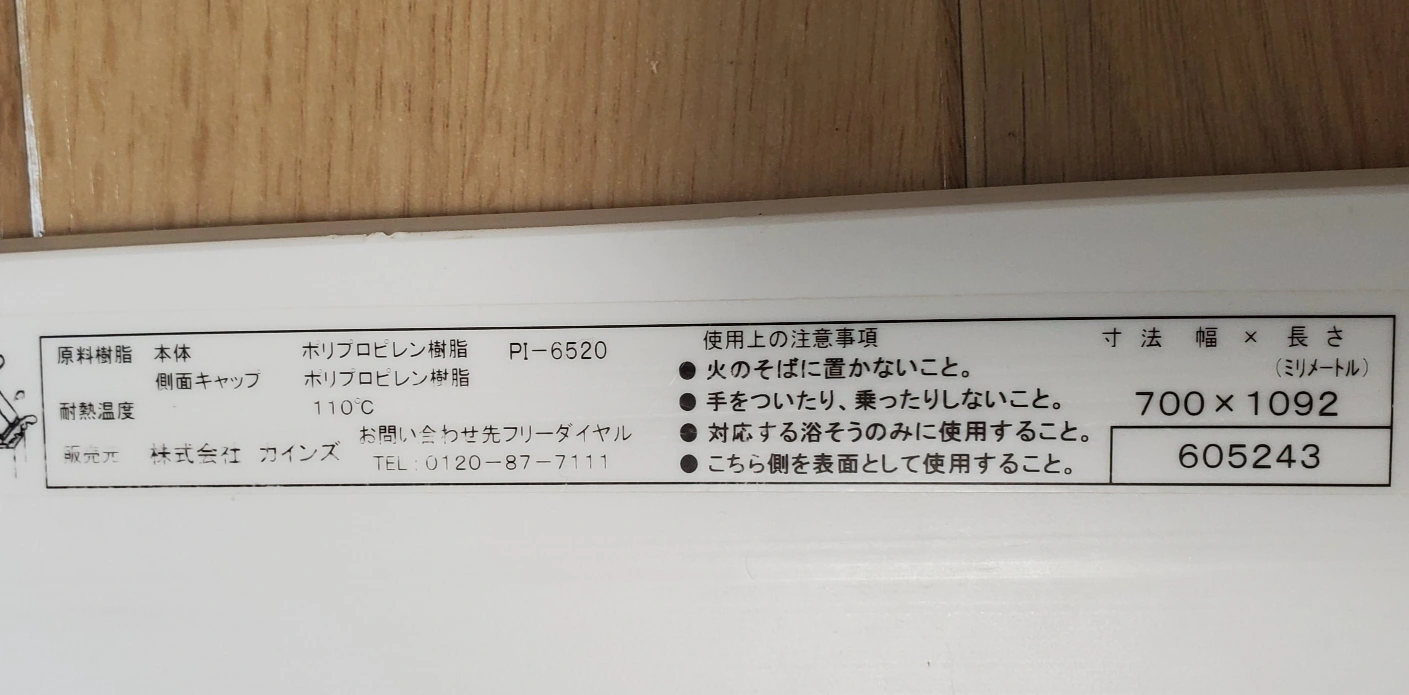 原料樹脂 本体 ポリプロピレン樹脂 PI-6520
側面キャップ ポリプロピレン樹脂
耐熱温度 110℃
お問い合わせ先フリーダイヤル
販売元 株式会社 カインズ
TEL:0120-87-7111
使用上の注意事項
●火のそばに置かないこと。
●手をついたり、乗ったりしないこと。
●対応する浴そうのみに使用すること。
●こちら側を表面として使用すること。
寸法 幅 × 長さ
(ミリメートル)
700×1092
605243